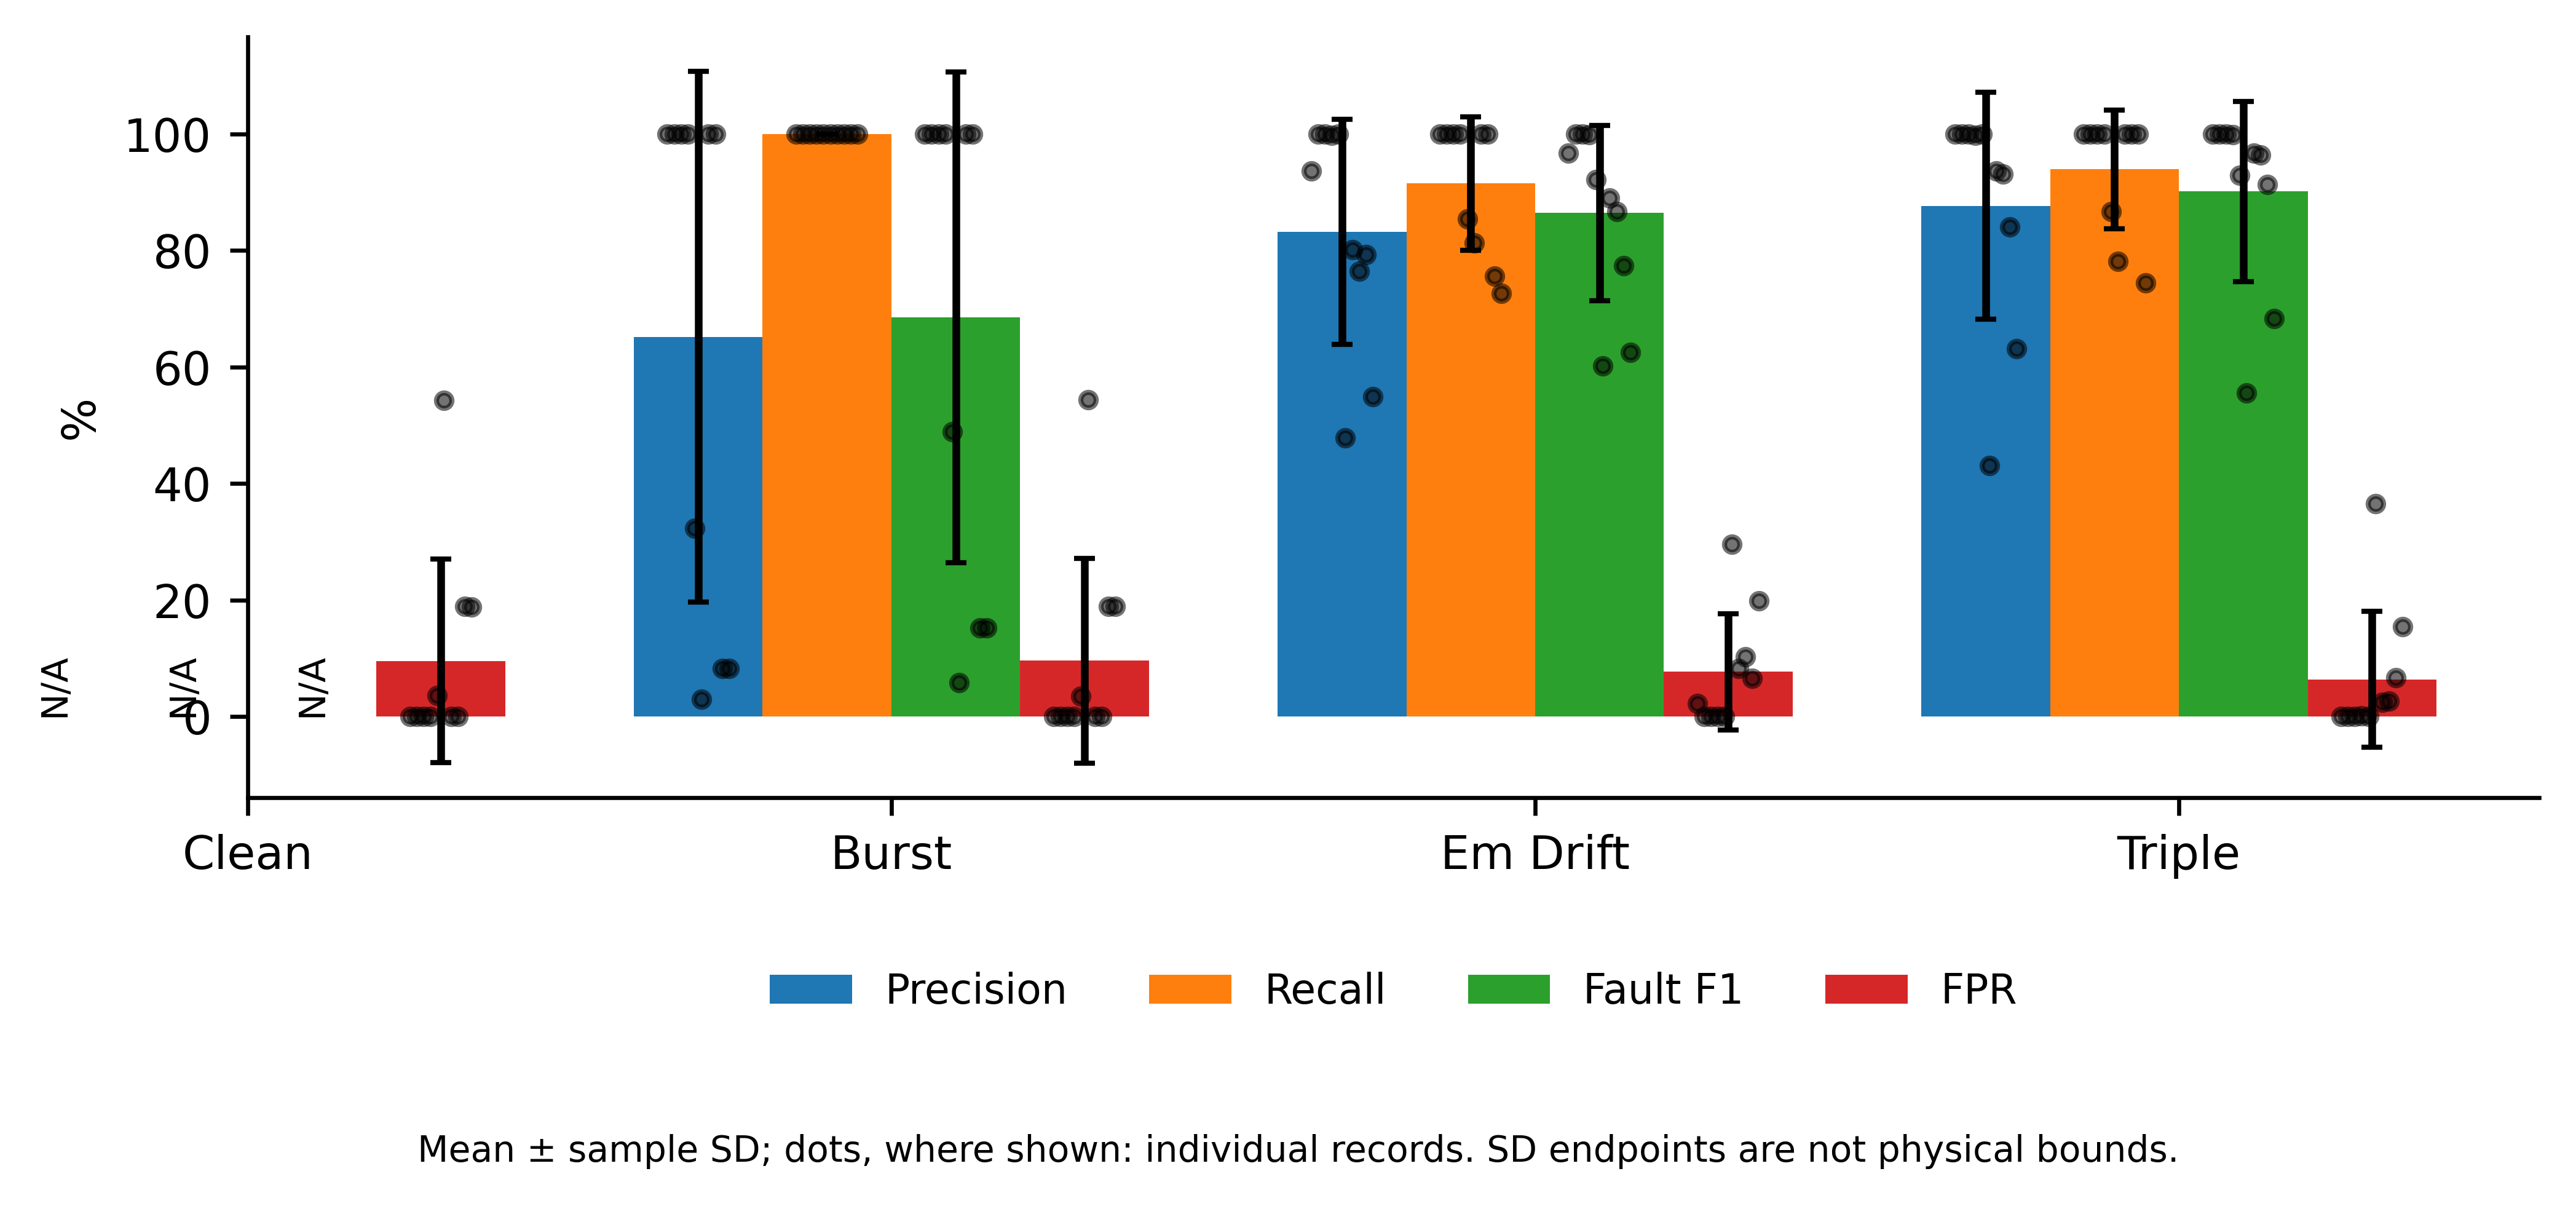 %
100
80
60
40
20
0
N/A
N/A
N/A
Clean
Burst
Em Drift
Triple
Precision
Recall
Fault F1
FPR
Mean ± sample SD; dots, where shown: individual records. SD endpoints are not physical bounds.